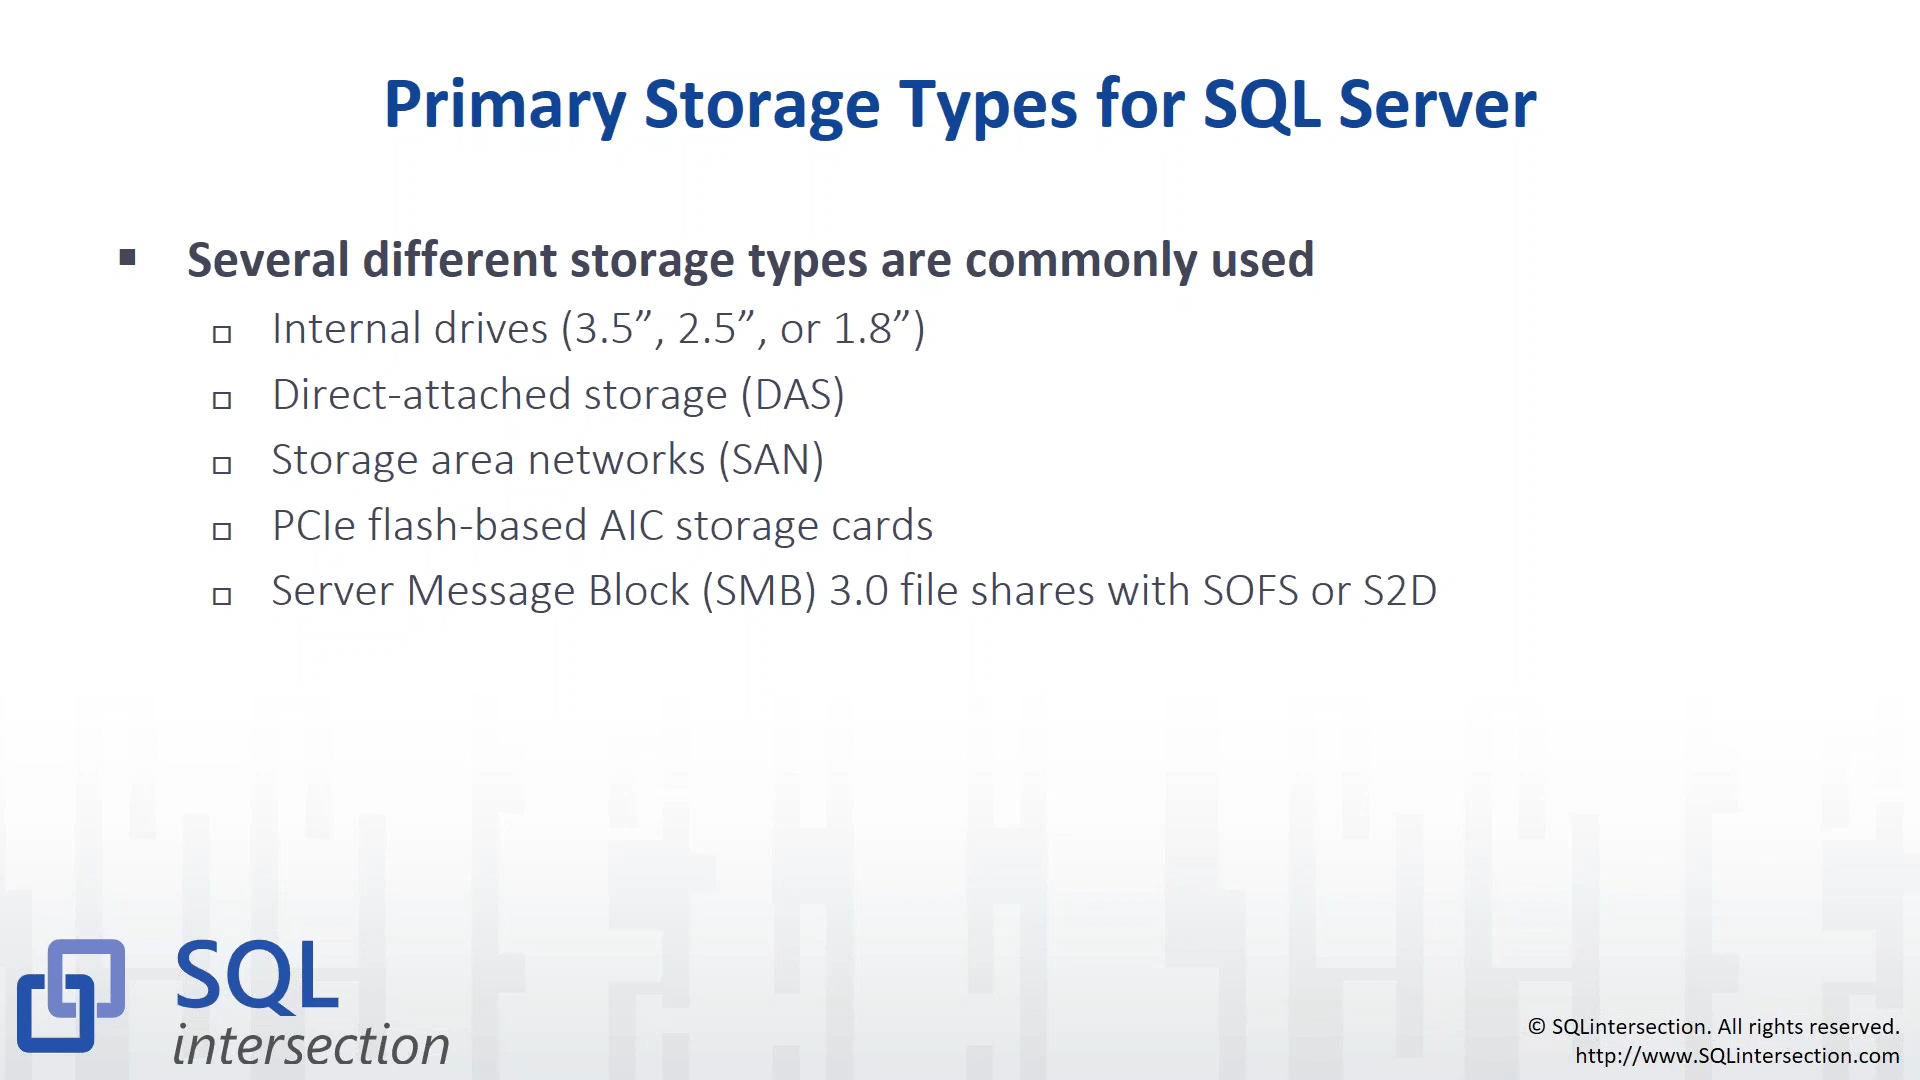 Primary Storage Types for SQL Server
▪ Several different storage types are commonly used
▫ Internal drives (3.5”, 2.5”, or 1.8”)
▫ Direct-attached storage (DAS)
▫ Storage area networks (SAN)
▫ PCIe flash-based AIC storage cards
▫ Server Message Block (SMB) 3.0 file shares with SOFS or S2D
SQL
intersection
© SQLintersection. All rights reserved.
http://www.SQLintersection.com